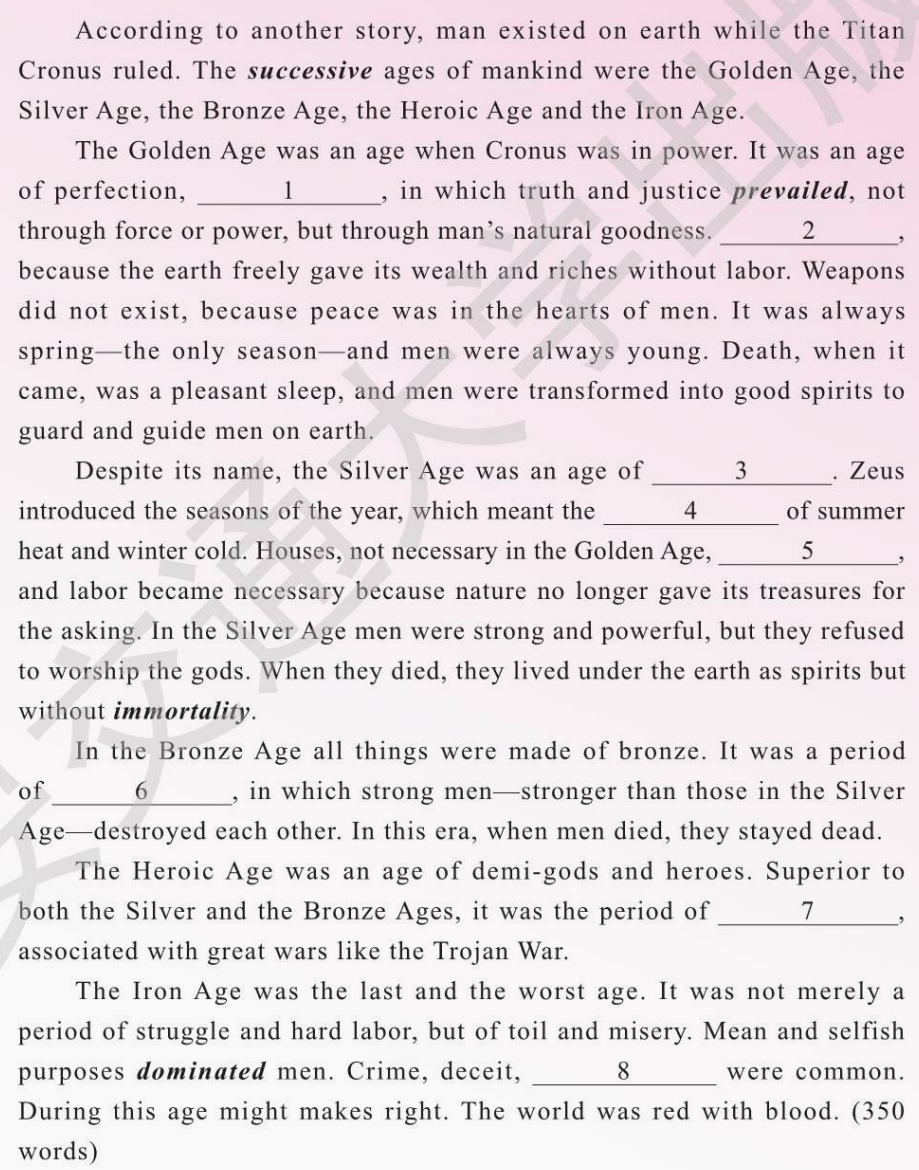 According to another story, man existed on earth while the Titan
Cronus ruled. The successive ages of mankind were the Golden Age, the
Silver Age, the Bronze Age, the Heroic Age and the Iron Age.
The Golden Age was an age when Cronus was in power. It was an age
of perfection, ______1______, in which truth and justice prevailed, not
through force or power, but through man's natural goodness. ______2______,
because the earth freely gave its wealth and riches without labor. Weapons
did not exist, because peace was in the hearts of men. It was always
spring—the only season—and men were always young. Death, when it
came, was a pleasant sleep, and men were transformed into good spirits to
guard and guide men on earth.
Despite its name, the Silver Age was an age of ______3______. Zeus
introduced the seasons of the year, which meant the ______4______ of summer
heat and winter cold. Houses, not necessary in the Golden Age, ______5______,
and labor became necessary because nature no longer gave its treasures for
the asking. In the Silver Age men were strong and powerful, but they refused
to worship the gods. When they died, they lived under the earth as spirits but
without immortality.
In the Bronze Age all things were made of bronze. It was a period
of ______6______, in which strong men—stronger than those in the Silver
Age—destroyed each other. In this era, when men died, they stayed dead.
The Heroic Age was an age of demi-gods and heroes. Superior to
both the Silver and the Bronze Ages, it was the period of ______7______,
associated with great wars like the Trojan War.
The Iron Age was the last and the worst age. It was not merely a
period of struggle and hard labor, but of toil and misery. Mean and selfish
purposes dominated men. Crime, deceit, ______8______ were common.
During this age might makes right. The world was red with blood. (350
words)
交通大学出版